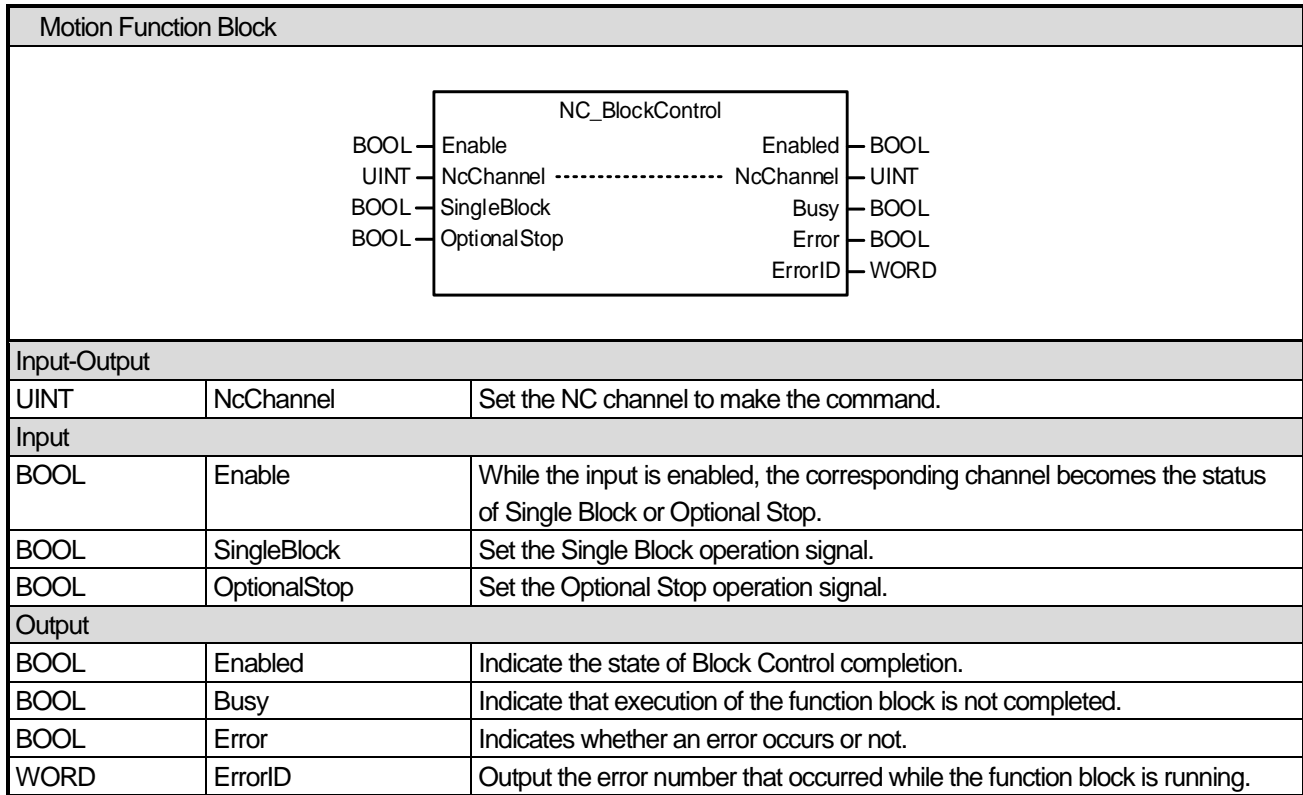 Motion Function Block
NC_BlockControl
BOOL Enable Enabled BOOL
UINT NcChannel NcChannel UINT
BOOL SingleBlock Busy BOOL
BOOL OptionalStop Error BOOL
ErrorID WORD
Input-Output
UINT NcChannel Set the NC channel to make the command.
Input
BOOL Enable While the input is enabled, the corresponding channel becomes the status
of Single Block or Optional Stop.
BOOL SingleBlock Set the Single Block operation signal.
BOOL OptionalStop Set the Optional Stop operation signal.
Output
BOOL Enabled Indicate the state of Block Control completion.
BOOL Busy Indicate that execution of the function block is not completed.
BOOL Error Indicates whether an error occurs or not.
WORD ErrorID Output the error number that occurred while the function block is running.